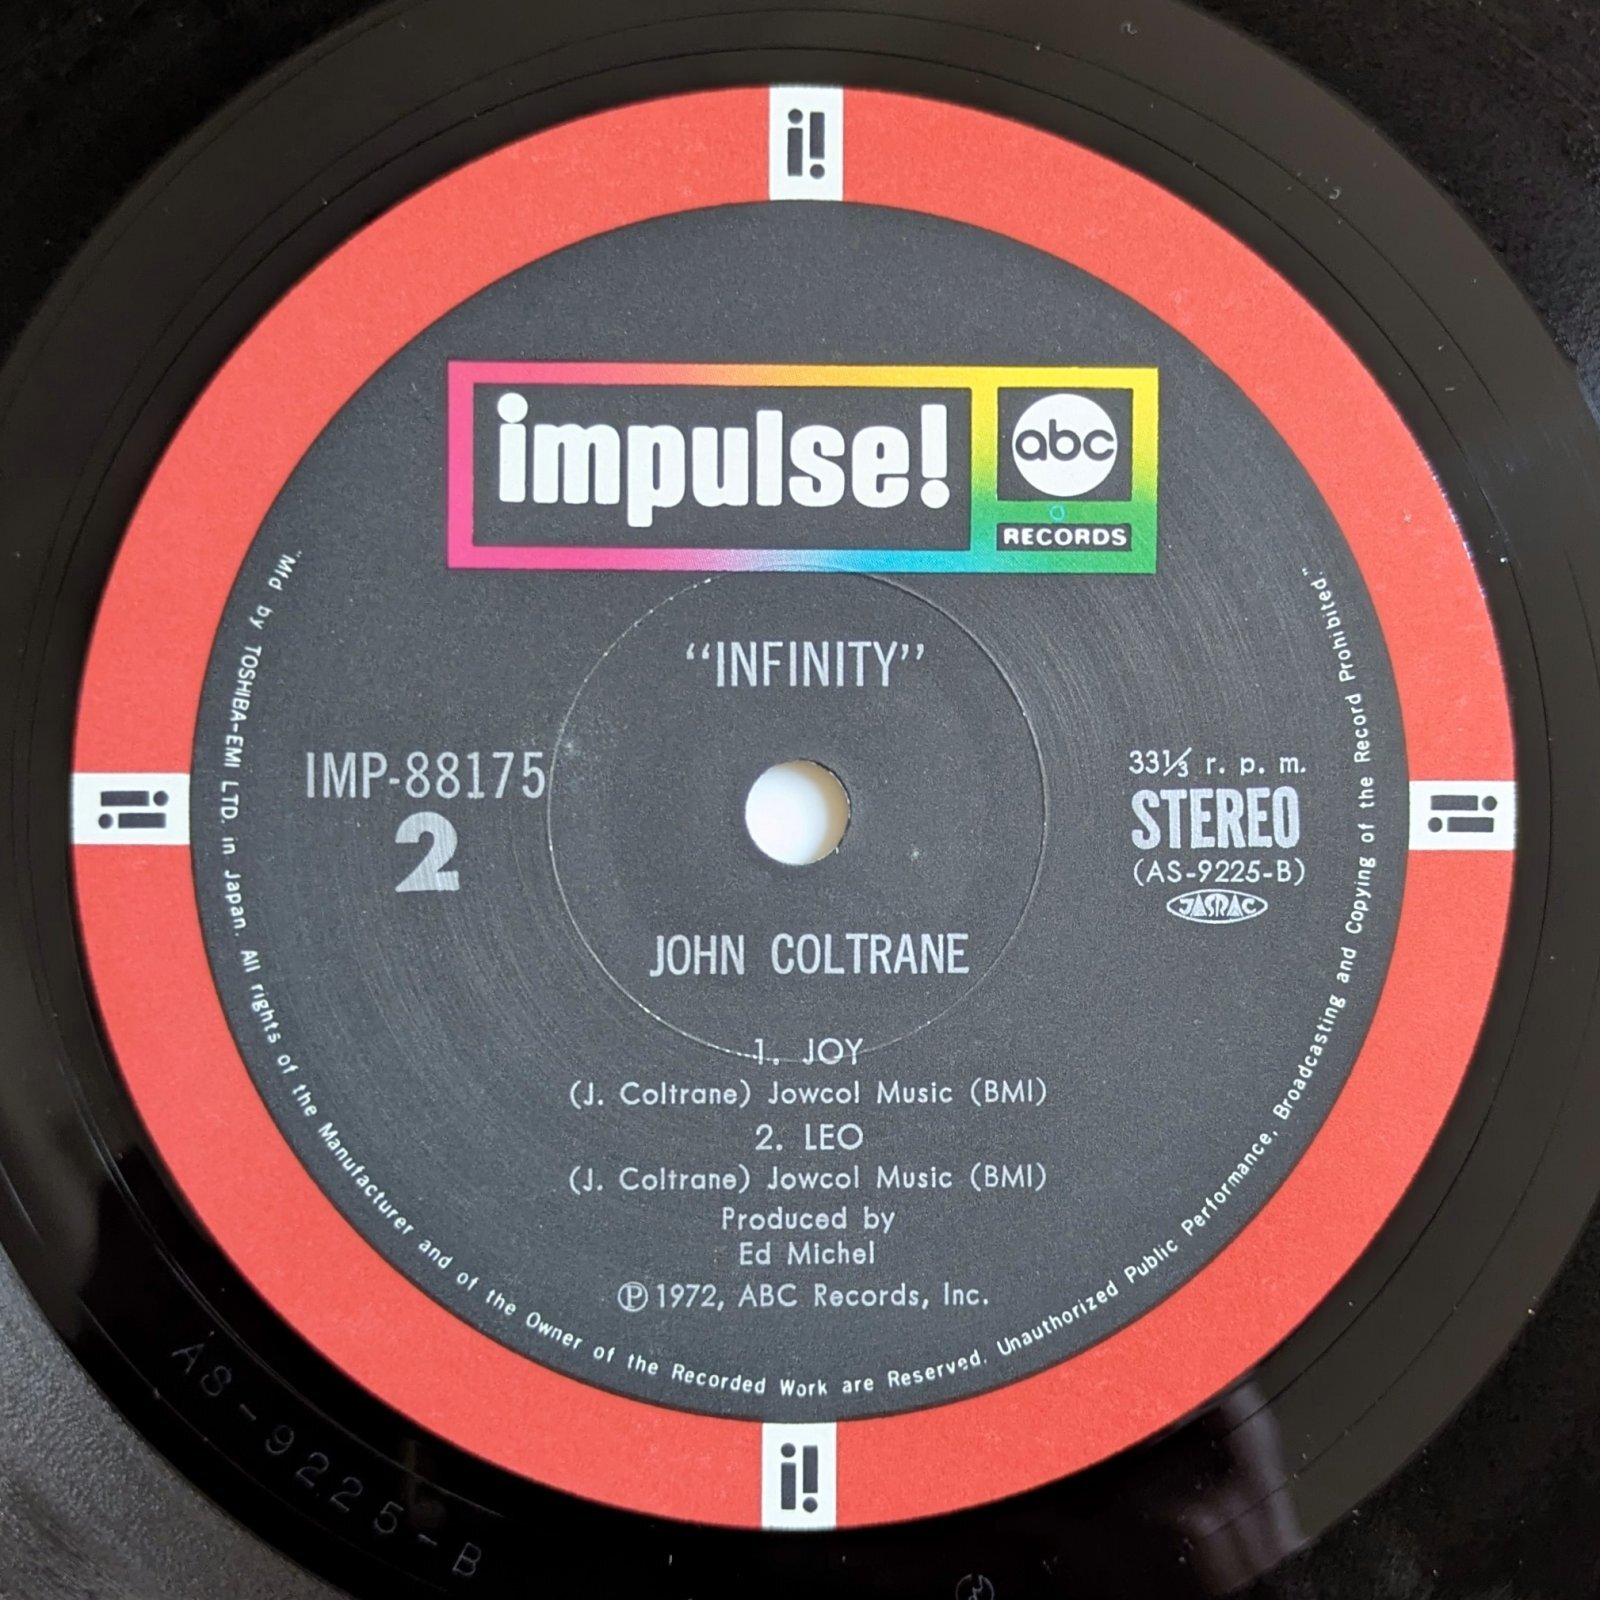 i!
impulse!
abc
RECORDS
"INFINITY"
IMP-88175
2
33⅓ r. p. m.
STEREO
(AS-9225-B)
JASRAC
JOHN COLTRANE
1. JOY
(J. Coltrane) Jowcol Music (BMI)
2. LEO
(J. Coltrane) Jowcol Music (BMI)
Produced by
Ed Michel
Ⓟ1972, ABC Records, Inc.
"Mfd by TOSHIBA-EMI LTD. in Japan. All rights of the Manufacturer and of the Owner of the Recorded Work are Reserved. Unauthorized Public Performance, Broadcasting and Copying of the Record Prohibited."
i!
i!
i!
AS-9225-B